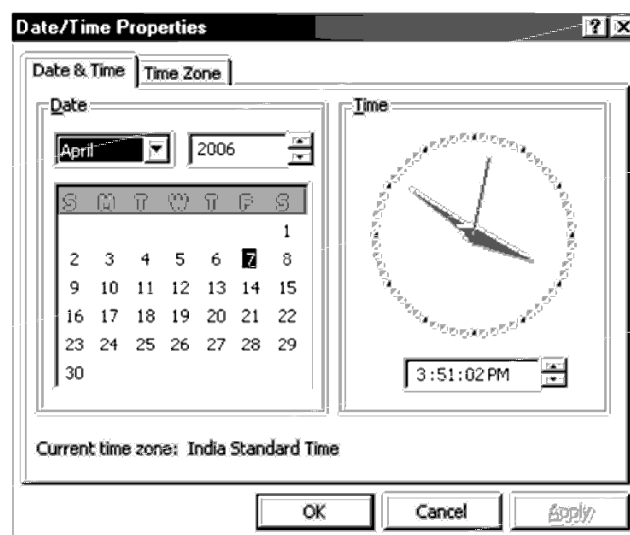 Date/Time Properties
? X
Date & Time Time Zone
Date
Time
April 2006
S M T W T F S
1
2 3 4 5 6 7 8
9 10 11 12 13 14 15
16 17 18 19 20 21 22
23 24 25 26 27 28 29
30
3:51:02 PM
Current time zone: India Standard Time
OK Cancel Apply